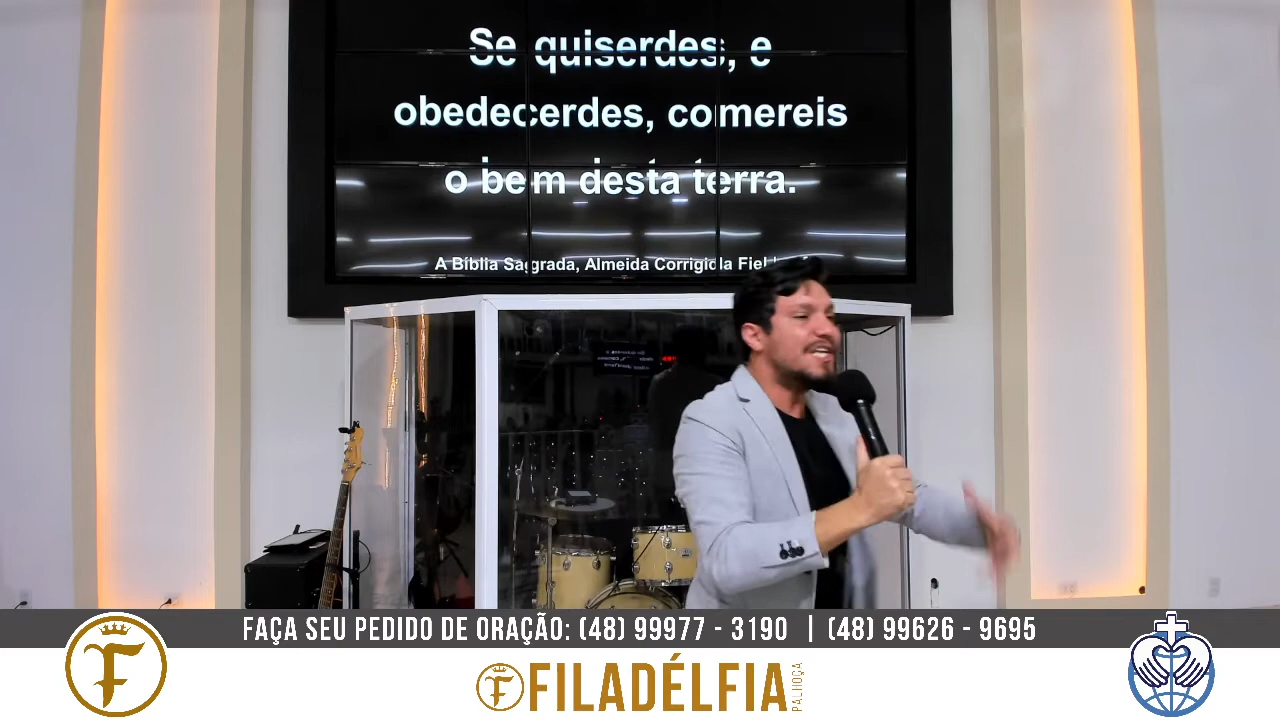 Se quiserdes, e
obedecerdes, comereis
o bem desta terra.
A Bíblia Sagrada, Almeida Corrigida Fiel
FAÇA SEU PEDIDO DE ORAÇÃO: (48) 99977 - 3190 | (48) 99626 - 9695
F
F FILADÉLFIA PALHOÇA